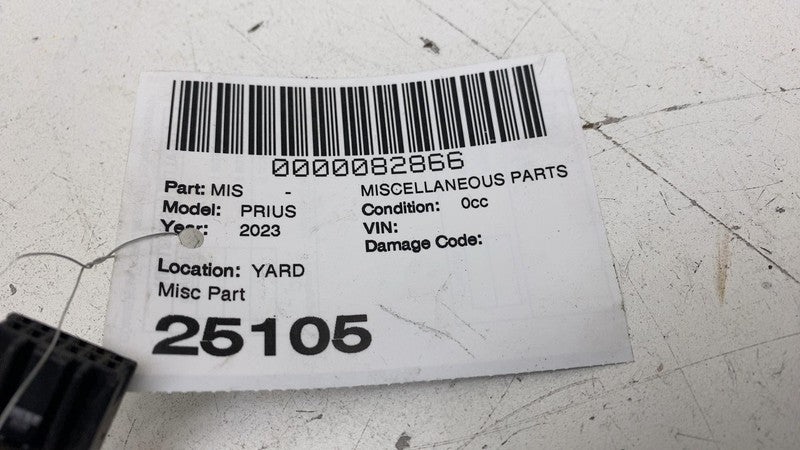 0000082866
Part: MIS - MISCELLANEOUS PARTS
Model: PRIUS Condition: 0cc
Year: 2023 VIN:
Damage Code:
Location: YARD
Misc Part
25105